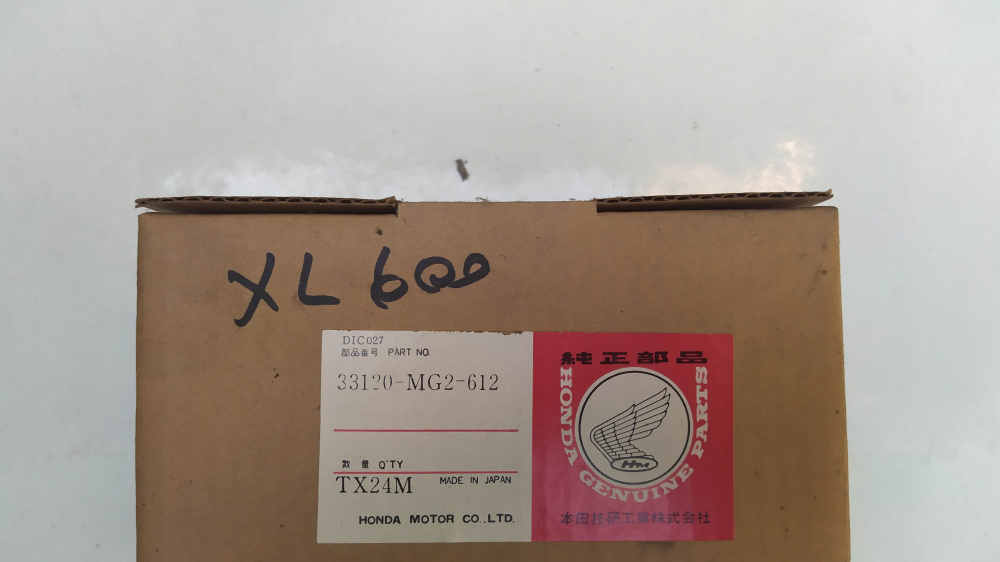 XL 600
DIC027
部品番号 PART NO.
33120-MG2-612
数量 Q'TY
TX24M MADE IN JAPAN
HONDA MOTOR CO.,LTD.
純正部品
HONDA GENUINE PARTS
HM
本田技研工業株式会社